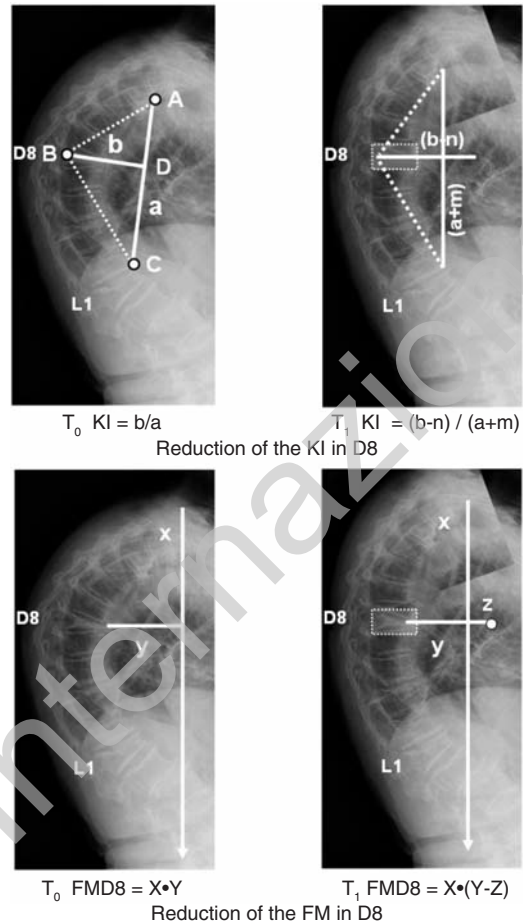 A
D8 B b
D
a
C
L1
D8
(b-n)
(a+m)
L1
T0 KI = b/a
T1 KI = (b-n) / (a+m)
Reduction of the KI in D8
x
D8
y
L1
x
D8
z
y
L1
T0 FMD8 = X•Y
T1 FMD8 = X•(Y-Z)
Reduction of the FM in D8
Internazio